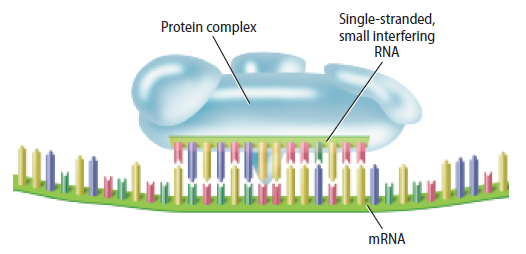 Protein complex
Single-stranded,
small interfering
RNA
mRNA